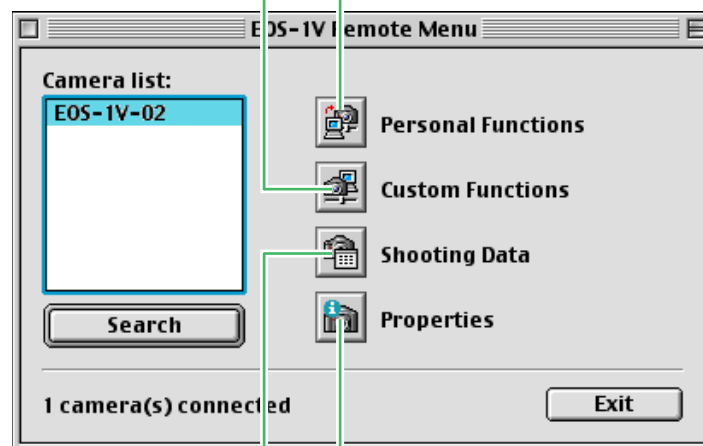 EOS-1V Remote Menu
Camera list:
EOS-1V-02
Personal Functions
Custom Functions
Shooting Data
Properties
Search
1 camera(s) connected
Exit